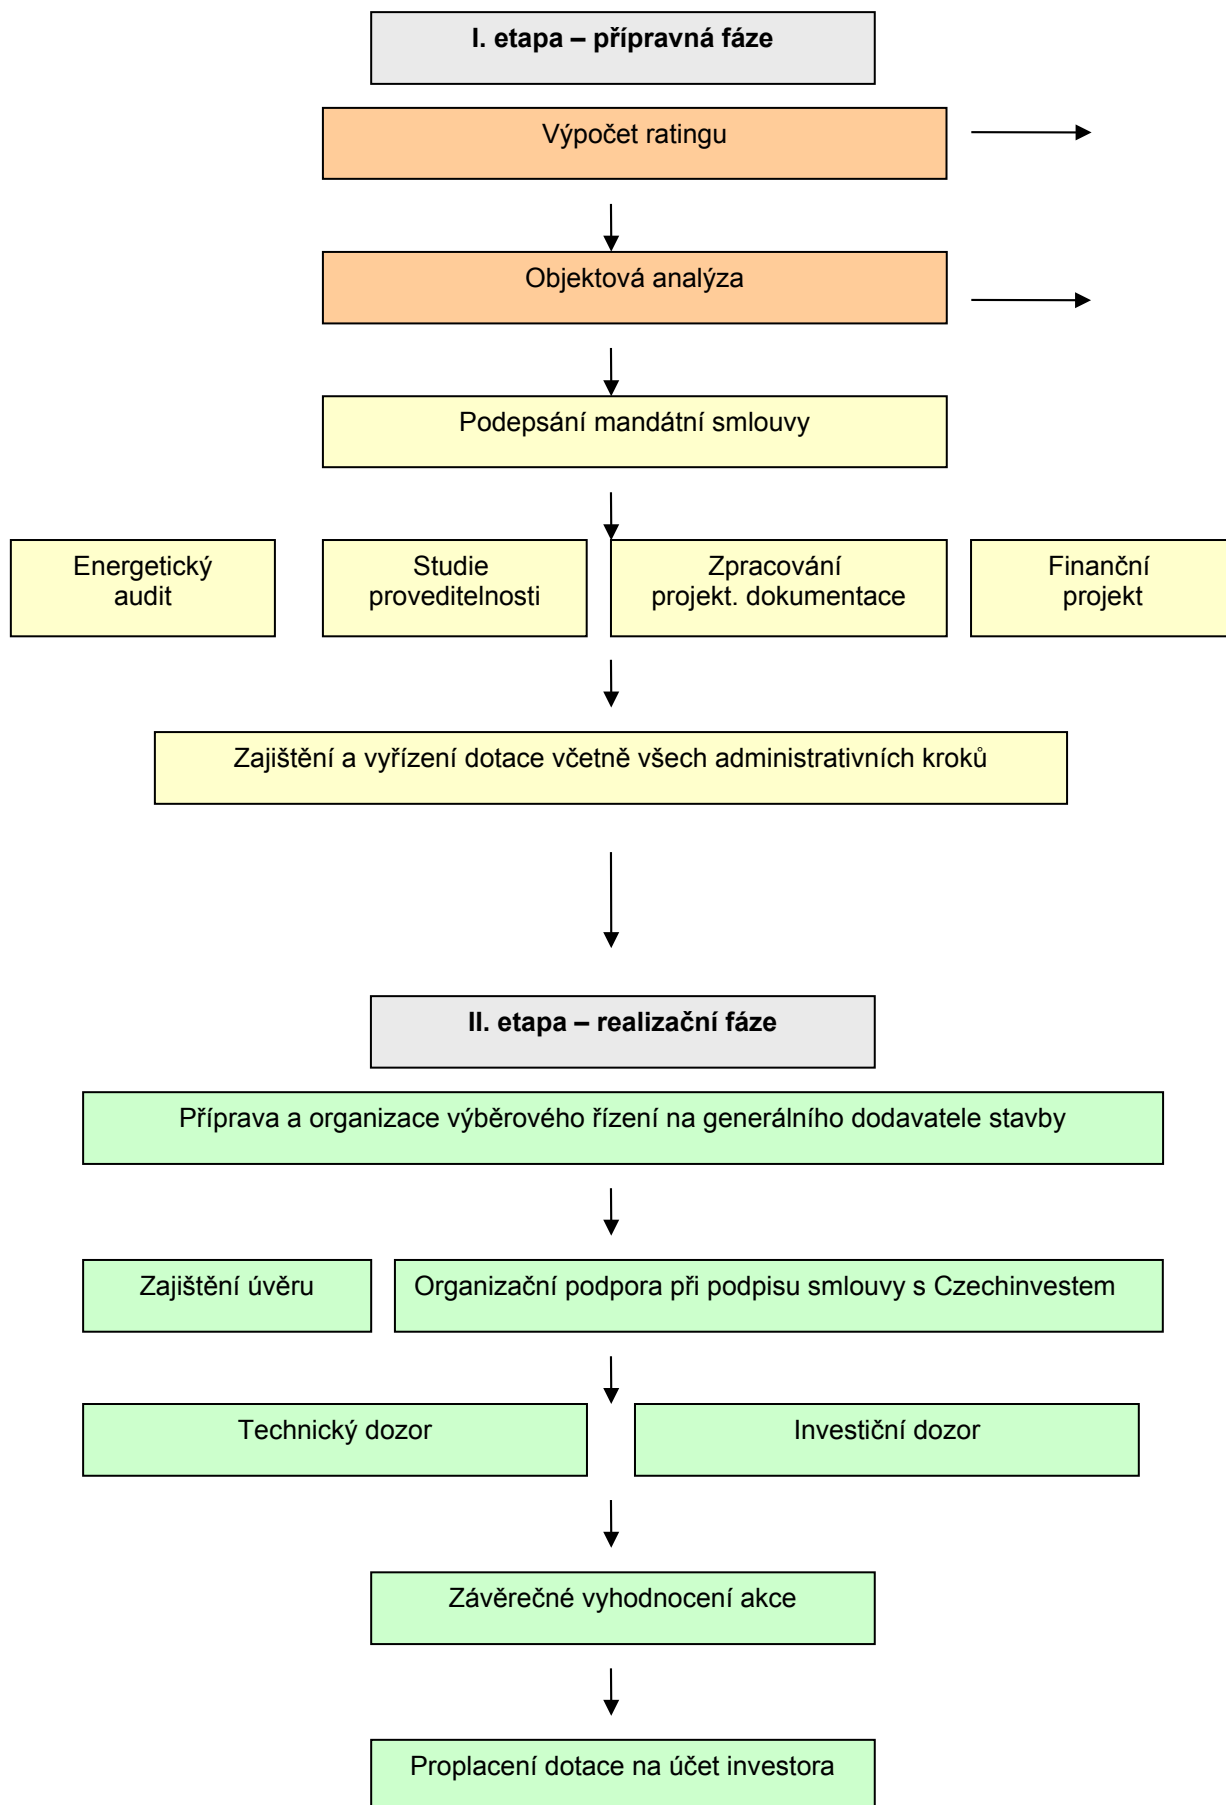 I. etapa – přípravná fáze
Výpočet ratingu
Objektová analýza
Podepsání mandátní smlouvy
Energetický
audit
Studie
proveditelnosti
Zpracování
projekt. dokumentace
Finanční
projekt
Zajištění a vyřízení dotace včetně všech administrativních kroků
II. etapa – realizační fáze
Příprava a organizace výběrového řízení na generálního dodavatele stavby
Zajištění úvěru
Organizační podpora při podpisu smlouvy s Czechinvestem
Technický dozor
Investiční dozor
Závěrečné vyhodnocení akce
Proplacení dotace na účet investora